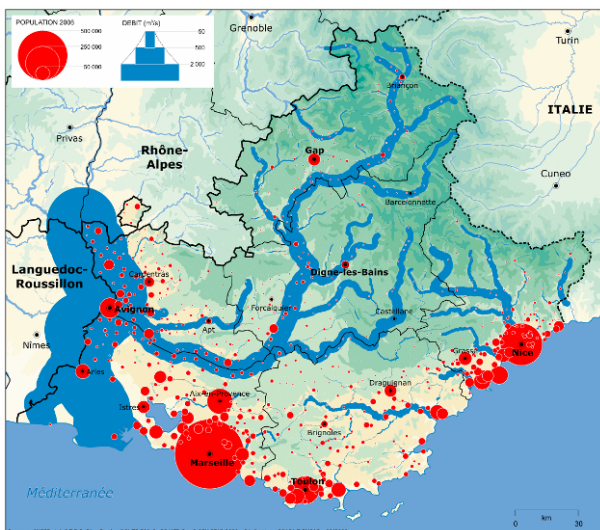 POPULATION 2006
500 000
200 000
50 000
DEBIT (m³/s)
50
500
2 000
Grenoble
Turin
Briançon
ITALIE
Privas
Rhône-
Alpes
Gap
Cuneo
Barcelonnette
Languedoc-
Roussillon
Carpentras
Digne-les-Bains
Avignon
Forcalquier
Castellane
Apt
Nîmes
Grasse
Nice
Arles
Draguignan
Aix-en-Provence
Istres
Brignoles
Marseille
Toulon
Méditerranée
0
30
km